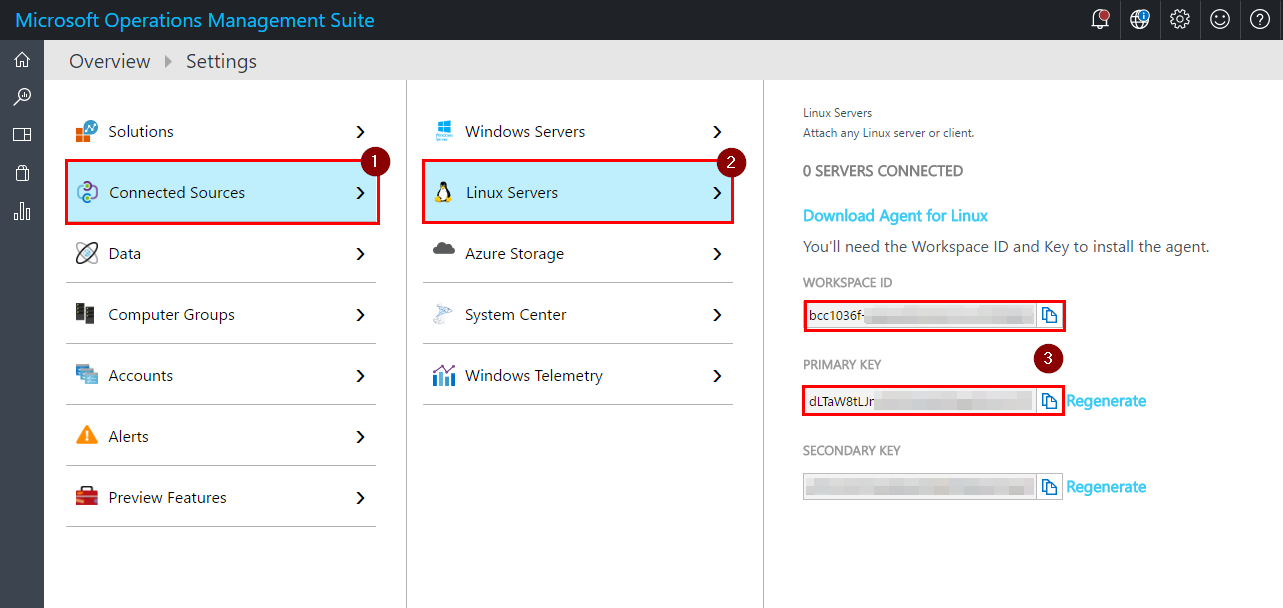 Microsoft Operations Management Suite
Overview
Settings
Solutions
1
Connected Sources
Data
Computer Groups
Accounts
Alerts
Preview Features
Windows Servers
2
Linux Servers
Azure Storage
System Center
Windows Telemetry
Linux Servers
Attach any Linux server or client.
0 SERVERS CONNECTED
Download Agent for Linux
You'll need the Workspace ID and Key to install the agent.
WORKSPACE ID
bcc1036f-
3
PRIMARY KEY
dLTaW8tLJr
Regenerate
SECONDARY KEY
Regenerate